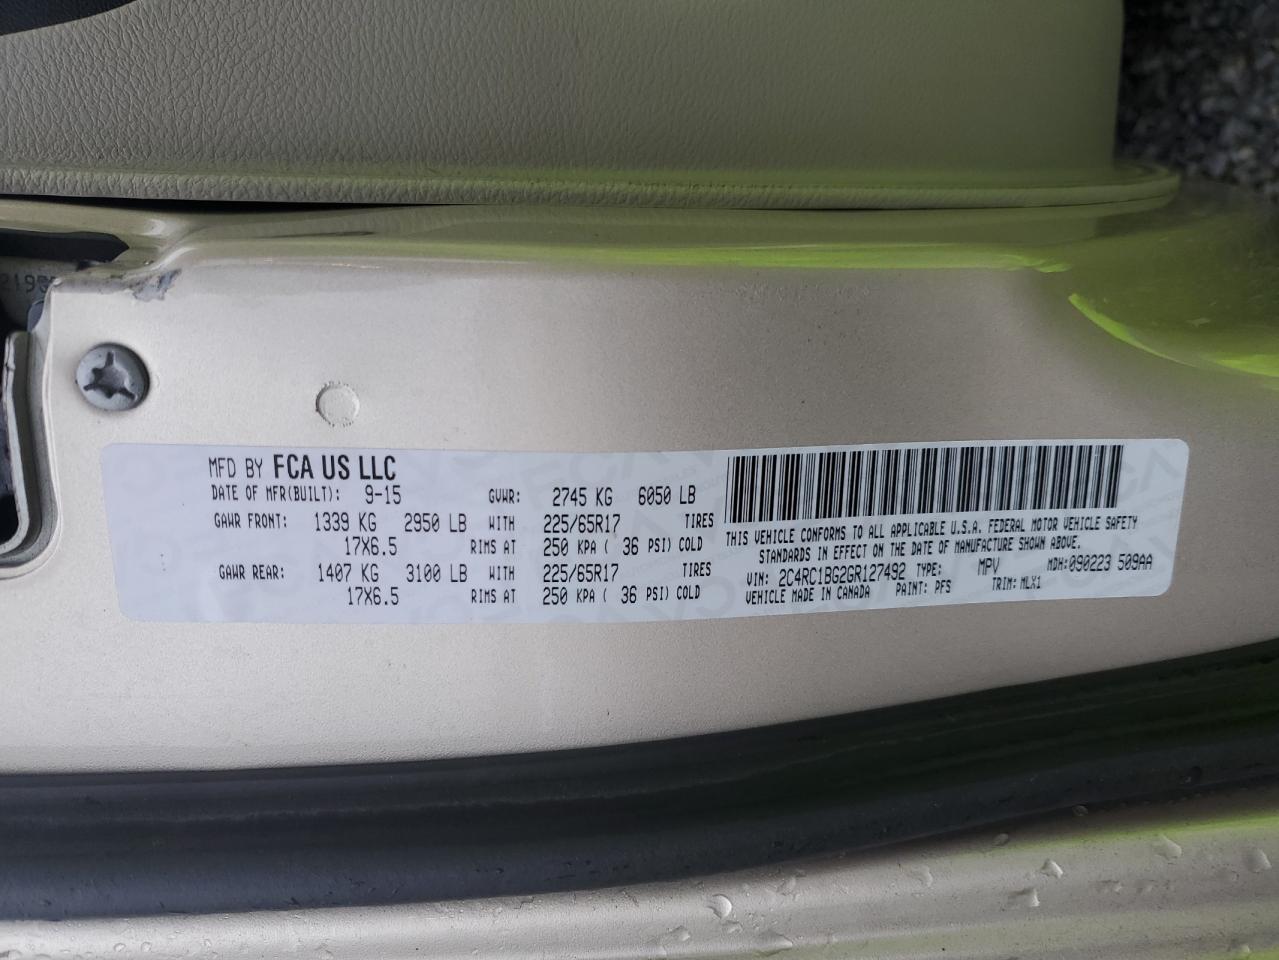 2195
MFD BY FCA US LLC
DATE OF MFR(BUILT): 9-15 GVWR: 2745 KG 6050 LB
GAWR FRONT: 1339 KG 2950 LB WITH 225/65R17 TIRES
17X6.5 RIMS AT 250 KPA ( 36 PSI) COLD
GAWR REAR: 1407 KG 3100 LB WITH 225/65R17 TIRES
17X6.5 RIMS AT 250 KPA ( 36 PSI) COLD
THIS VEHICLE CONFORMS TO ALL APPLICABLE U.S.A. FEDERAL MOTOR VEHICLE SAFETY
STANDARDS IN EFFECT ON THE DATE OF MANUFACTURE SHOWN ABOVE.
VIN: 2C4RC1BG2GR127492 TYPE: MPV MDH:090223 509AA
VEHICLE MADE IN CANADA PAINT: PFS TRIM: MLX1